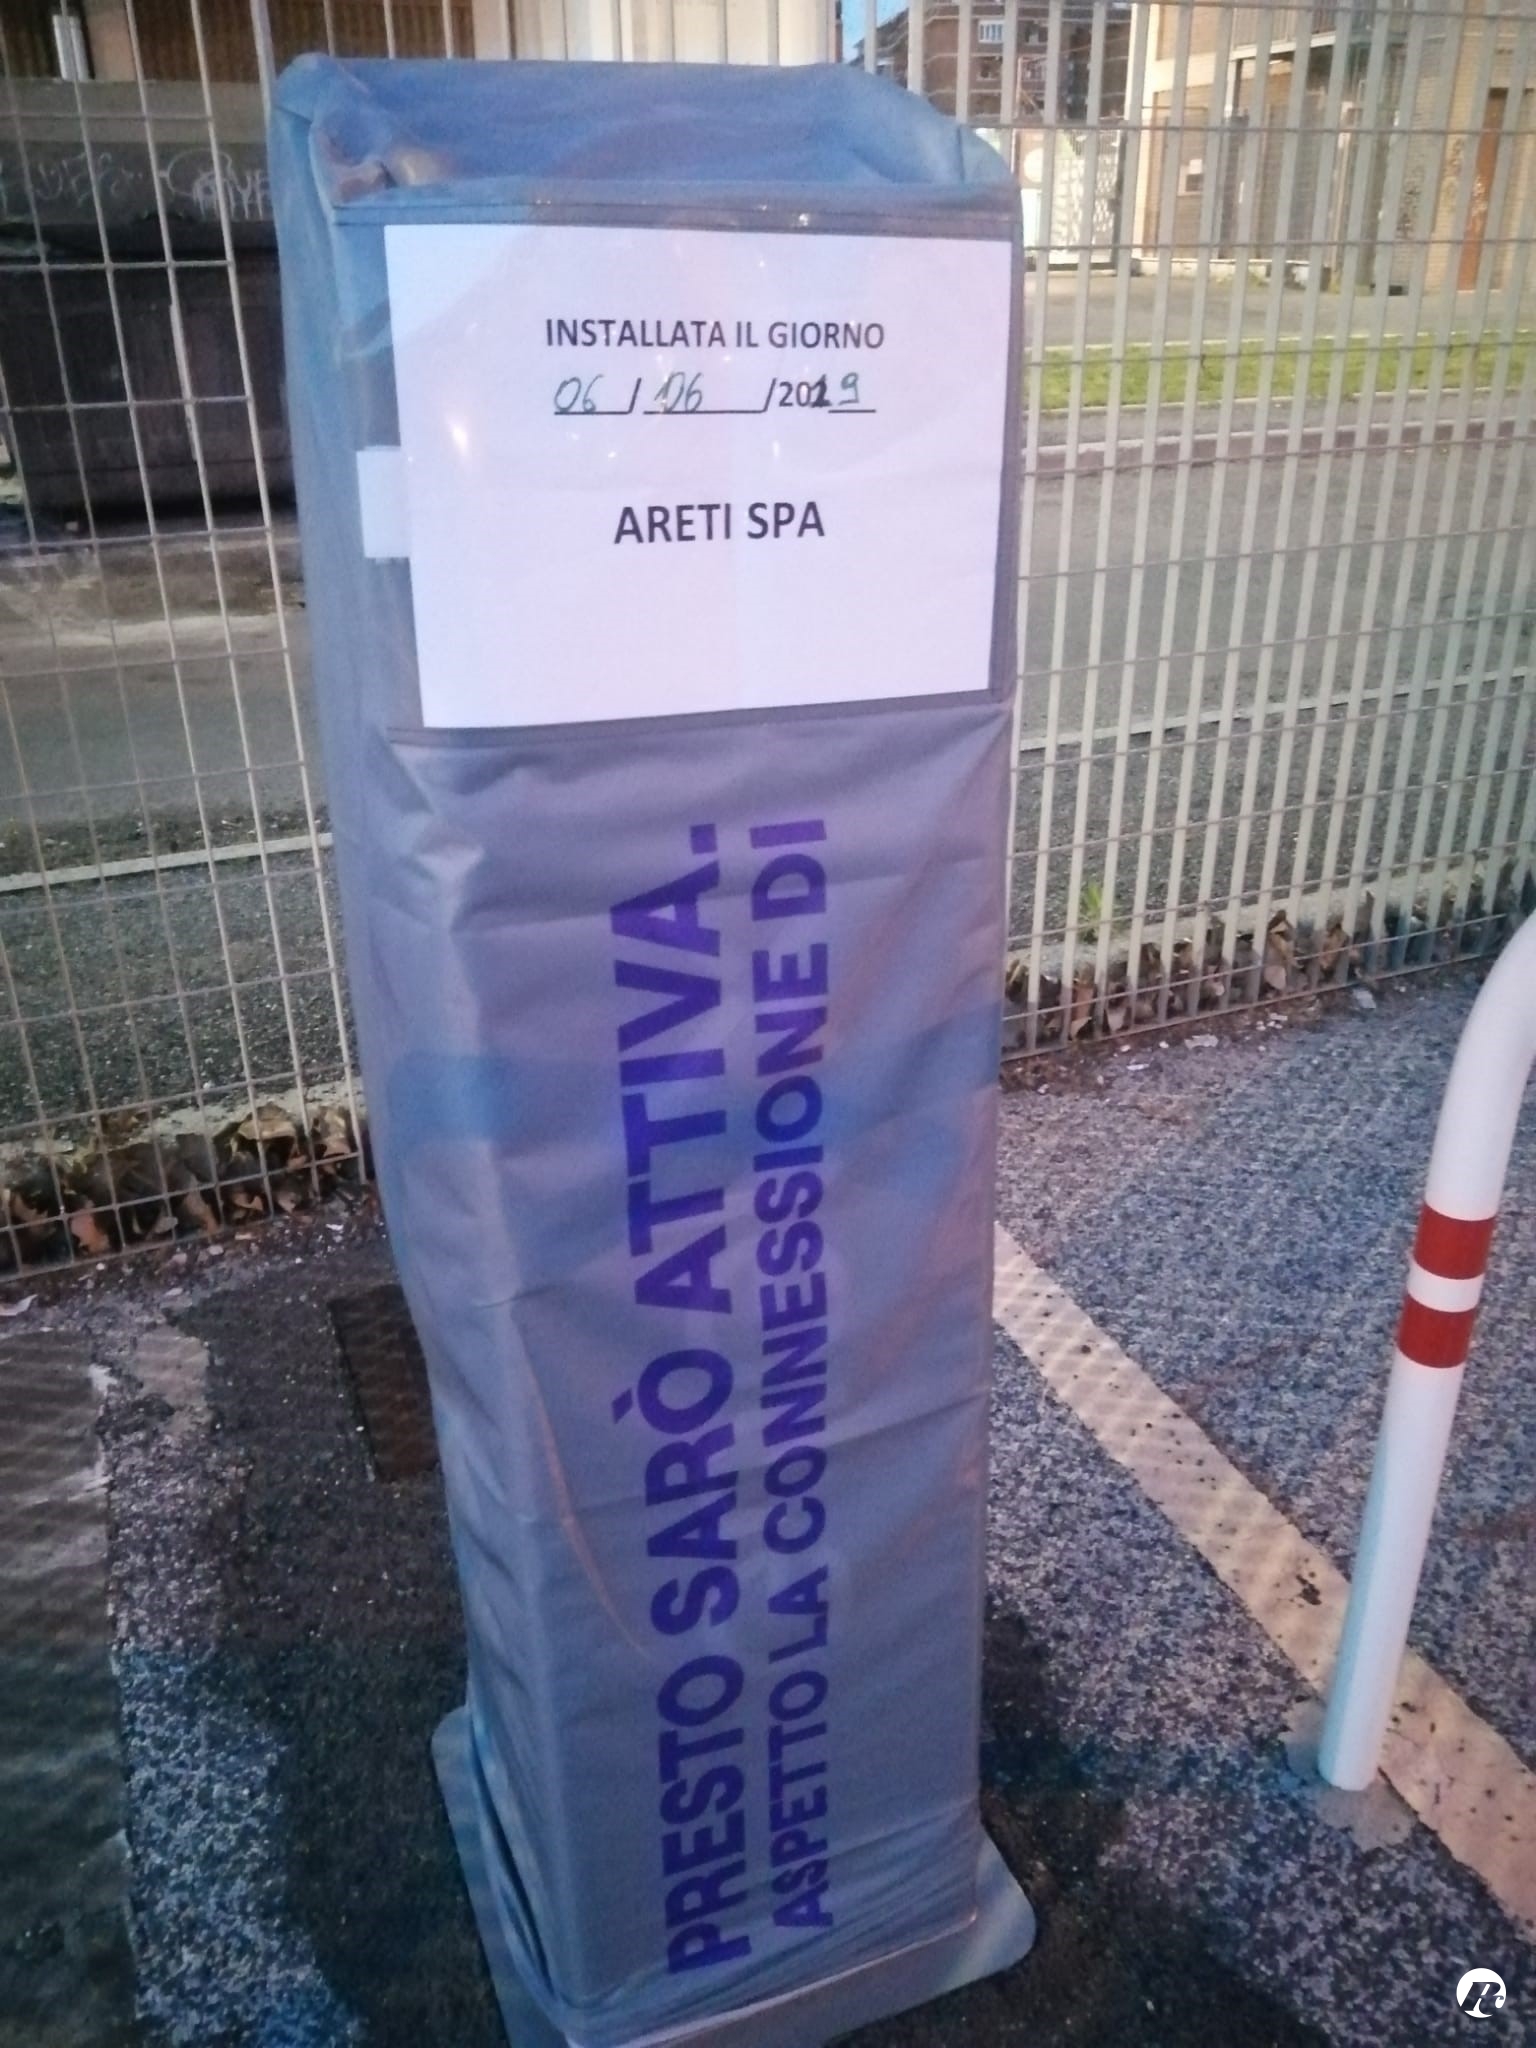 INSTALLATA IL GIORNO
06/06/2019
ARETI SPA
PRESTO SARÒ ATTIVA.
ASPETTO LA CONNESSIONE DI